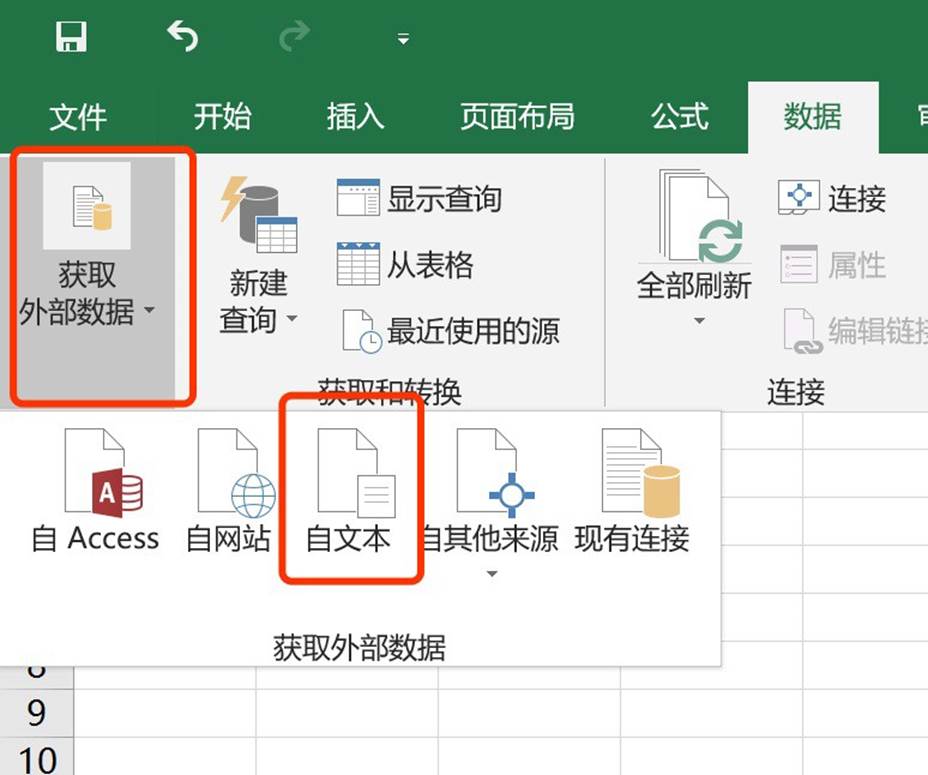 文件
开始
插入
页面布局
公式
数据
获取
外部数据
新建
查询
显示查询
从表格
最近使用的源
获取和转换
全部刷新
连接
属性
编辑链接
连接
自 Access
自网站
自文本
自其他来源
现有连接
获取外部数据
8
9
10